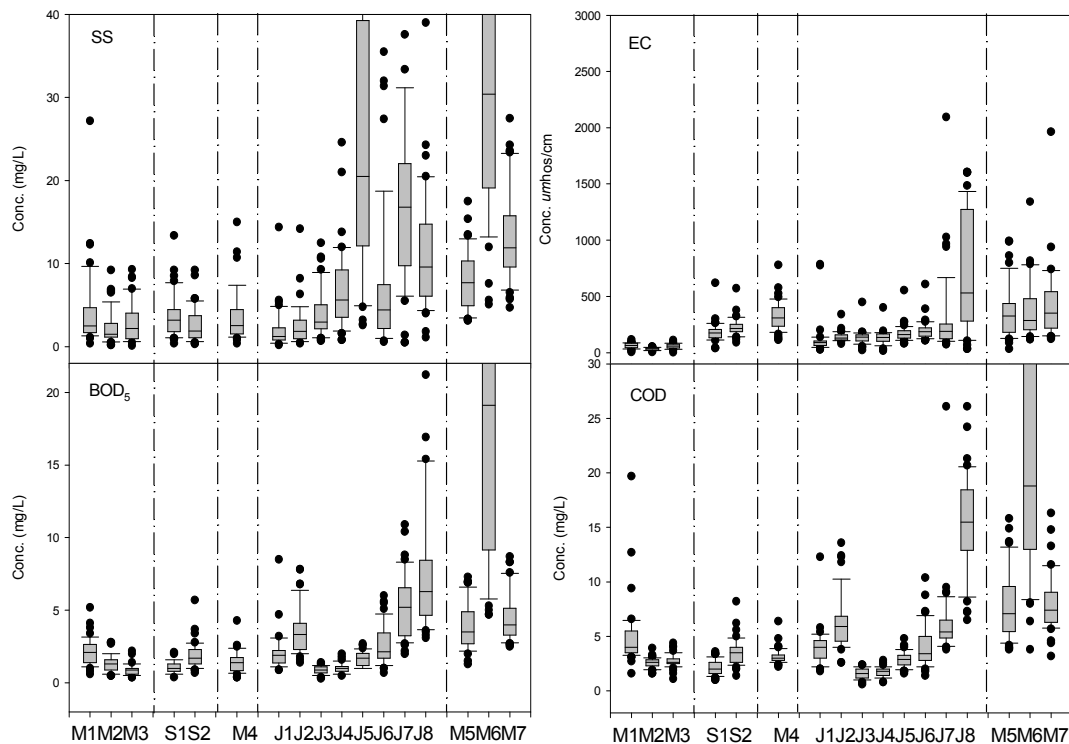 SS
EC
Conc. (mg/L)
40
30
20
10
0
Conc. umhos/cm
3000
2500
2000
1500
1000
500
0
BOD5
COD
Conc. (mg/L)
20
15
10
5
0
Conc. (mg/L)
30
25
20
15
10
5
0
M1M2M3 S1S2 M4 J1J2J3J4J5J6J7J8 M5M6M7
M1M2M3 S1S2 M4 J1J2J3J4J5J6J7J8 M5M6M7